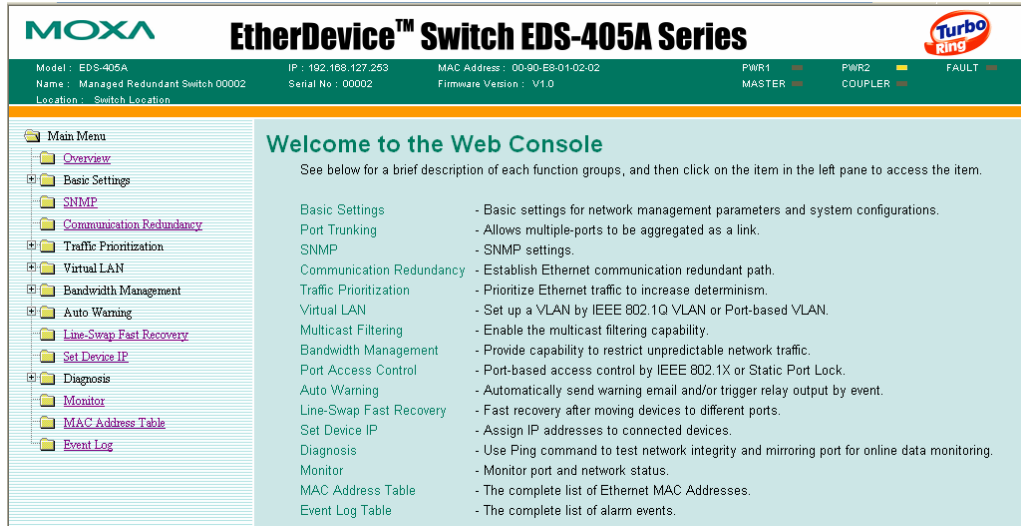 MOXA
EtherDevice™ Switch EDS-405A Series
Turbo Ring
Model : EDS-405A
IP : 192.168.127.253
MAC Address : 00-90-E8-01-02-02
PWR1
PWR2
FAULT
Name : Managed Redundant Switch 00002
Serial No : 00002
Firmware Version : V1.0
MASTER
COUPLER
Location : Switch Location
Main Menu
Overview
Basic Settings
SNMP
Communication Redundancy
Traffic Prioritization
Virtual LAN
Bandwidth Management
Auto Warning
Line-Swap Fast Recovery
Set Device IP
Diagnosis
Monitor
MAC Address Table
Event Log
Welcome to the Web Console
See below for a brief description of each function groups, and then click on the item in the left pane to access the item.
Basic Settings - Basic settings for network management parameters and system configurations.
Port Trunking - Allows multiple-ports to be aggregated as a link.
SNMP - SNMP settings.
Communication Redundancy - Establish Ethernet communication redundant path.
Traffic Prioritization - Prioritize Ethernet traffic to increase determinism.
Virtual LAN - Set up a VLAN by IEEE 802.1Q VLAN or Port-based VLAN.
Multicast Filtering - Enable the multicast filtering capability.
Bandwidth Management - Provide capability to restrict unpredictable network traffic.
Port Access Control - Port-based access control by IEEE 802.1X or Static Port Lock.
Auto Warning - Automatically send warning email and/or trigger relay output by event.
Line-Swap Fast Recovery - Fast recovery after moving devices to different ports.
Set Device IP - Assign IP addresses to connected devices.
Diagnosis - Use Ping command to test network integrity and mirroring port for online data monitoring.
Monitor - Monitor port and network status.
MAC Address Table - The complete list of Ethernet MAC Addresses.
Event Log Table - The complete list of alarm events.